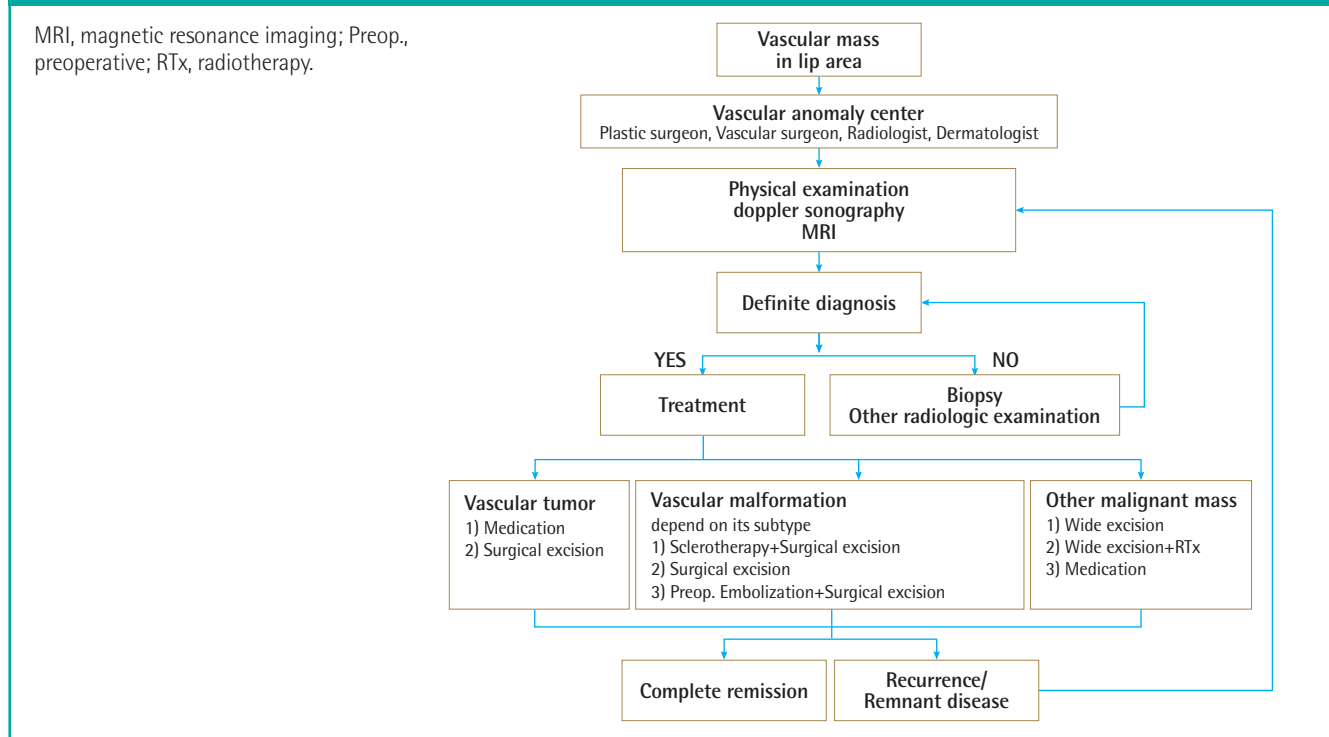 MRI, magnetic resonance imaging; Preop.,
preoperative; RTx, radiotherapy.
Vascular mass
in lip area
Vascular anomaly center
Plastic surgeon, Vascular surgeon, Radiologist, Dermatologist
Physical examination
doppler sonography
MRI
Definite diagnosis
YES
NO
Treatment
Biopsy
Other radiologic examination
Vascular tumor
1) Medication
2) Surgical excision
Vascular malformation
depend on its subtype
1) Sclerotherapy+Surgical excision
2) Surgical excision
3) Preop. Embolization+Surgical excision
Other malignant mass
1) Wide excision
2) Wide excision+RTx
3) Medication
Complete remission
Recurrence/
Remnant disease